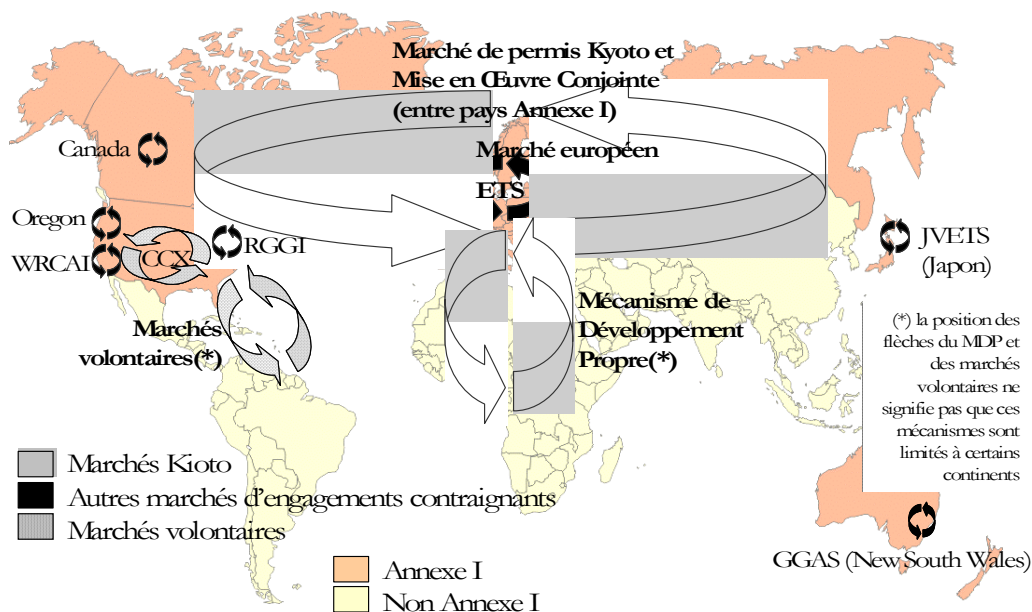 Marché de permis Kyoto et
Mise en Œuvre Conjointe
(entre pays Annexe I)
Marché européen
ETS
Canada
Oregon
WRCAI
CCX
RGGI
JVETS
(Japon)
Marchés
volontaires(*)
Mécanisme de
Développement
Propre(*)
(*) la position des
flèches du MDP et
des marchés
volontaires ne
signifie pas que ces
mécanismes sont
limités à certains
continents
Marchés Kioto
Autres marchés d'engagements contraignants
Marchés volontaires
GGAS (New South Wales)
Annexe I
Non Annexe I